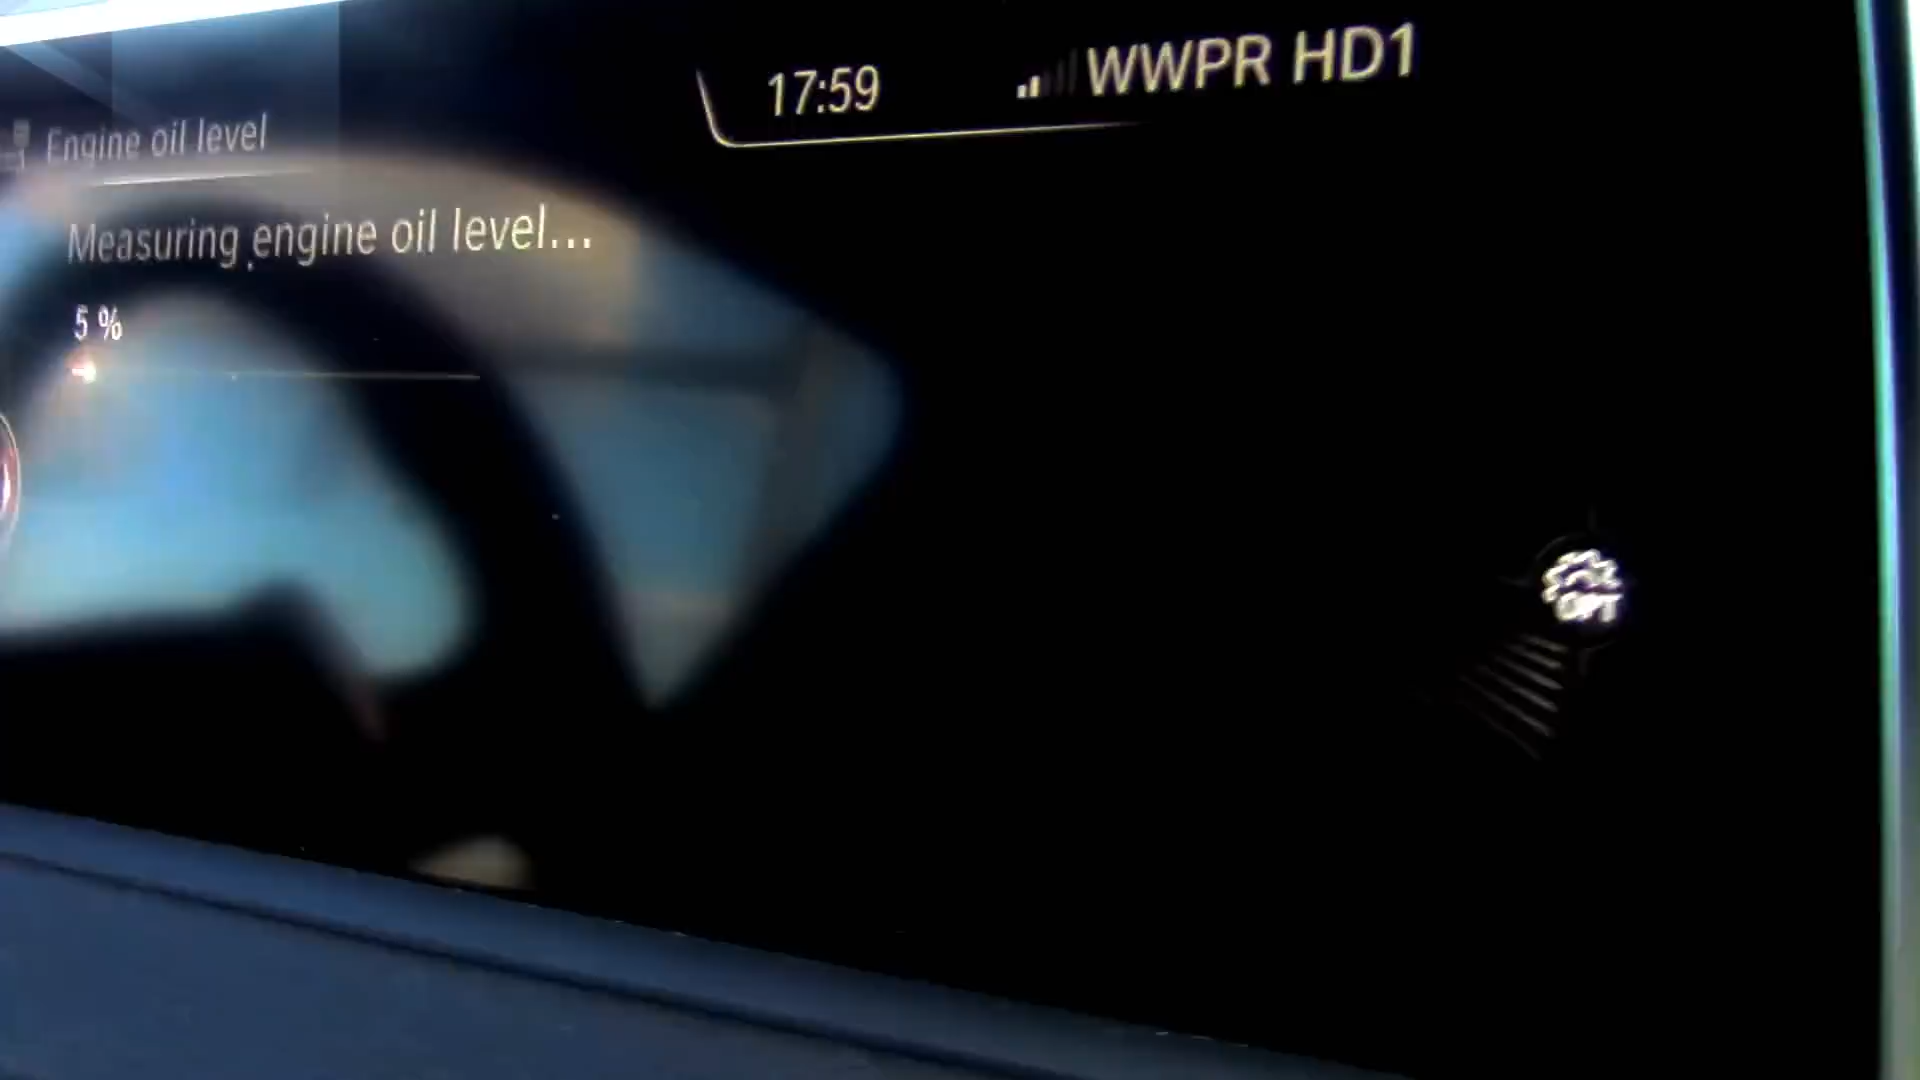 17:59 WWPR HD1
Engine oil level
Measuring engine oil level...
5 %